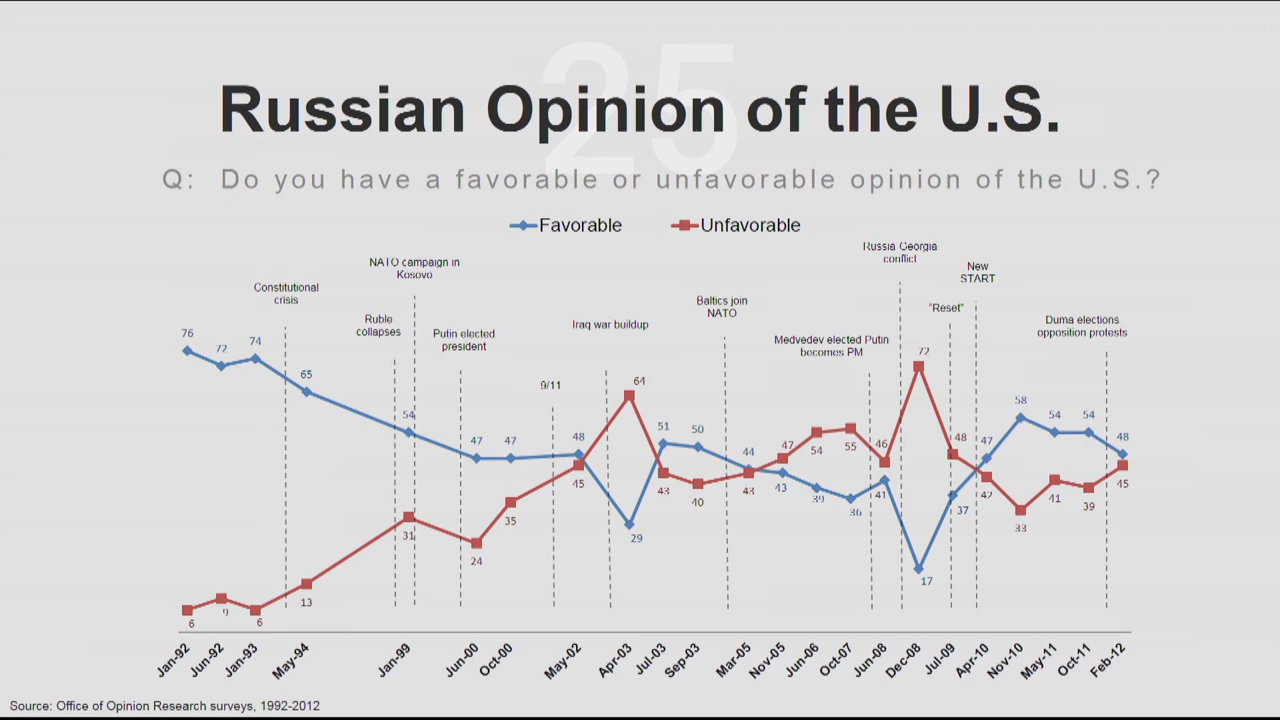 25
Russian Opinion of the U.S.
Q: Do you have a favorable or unfavorable opinion of the U.S.?
Favorable Unfavorable
Russia Georgia
conflict
NATO campaign in
Kosovo
New
START
Constitutional
crisis
Baltics join
NATO
"Reset"
Ruble
collapses
Iraq war buildup
Duma elections
opposition protests
Putin elected
president
Medvedev elected Putin
becomes PM
9/11
76 72 74 65 54 47 47 48 29 51 50 44 43 39 36 41 17 37 47 58 54 54 48
6 9 6 13 31 24 35 45 64 43 40 43 47 54 55 46 72 48 42 33 41 39 45
Jan-92 Jun-92 Jan-93 May-94 Jan-99 Jun-00 Oct-00 May-02 Apr-03 Jul-03 Sep-03 Mar-05 Nov-05 Jun-06 Oct-07 Jun-08 Dec-08 Jul-09 Apr-10 Nov-10 May-11 Oct-11 Feb-12
Source: Office of Opinion Research surveys, 1992-2012